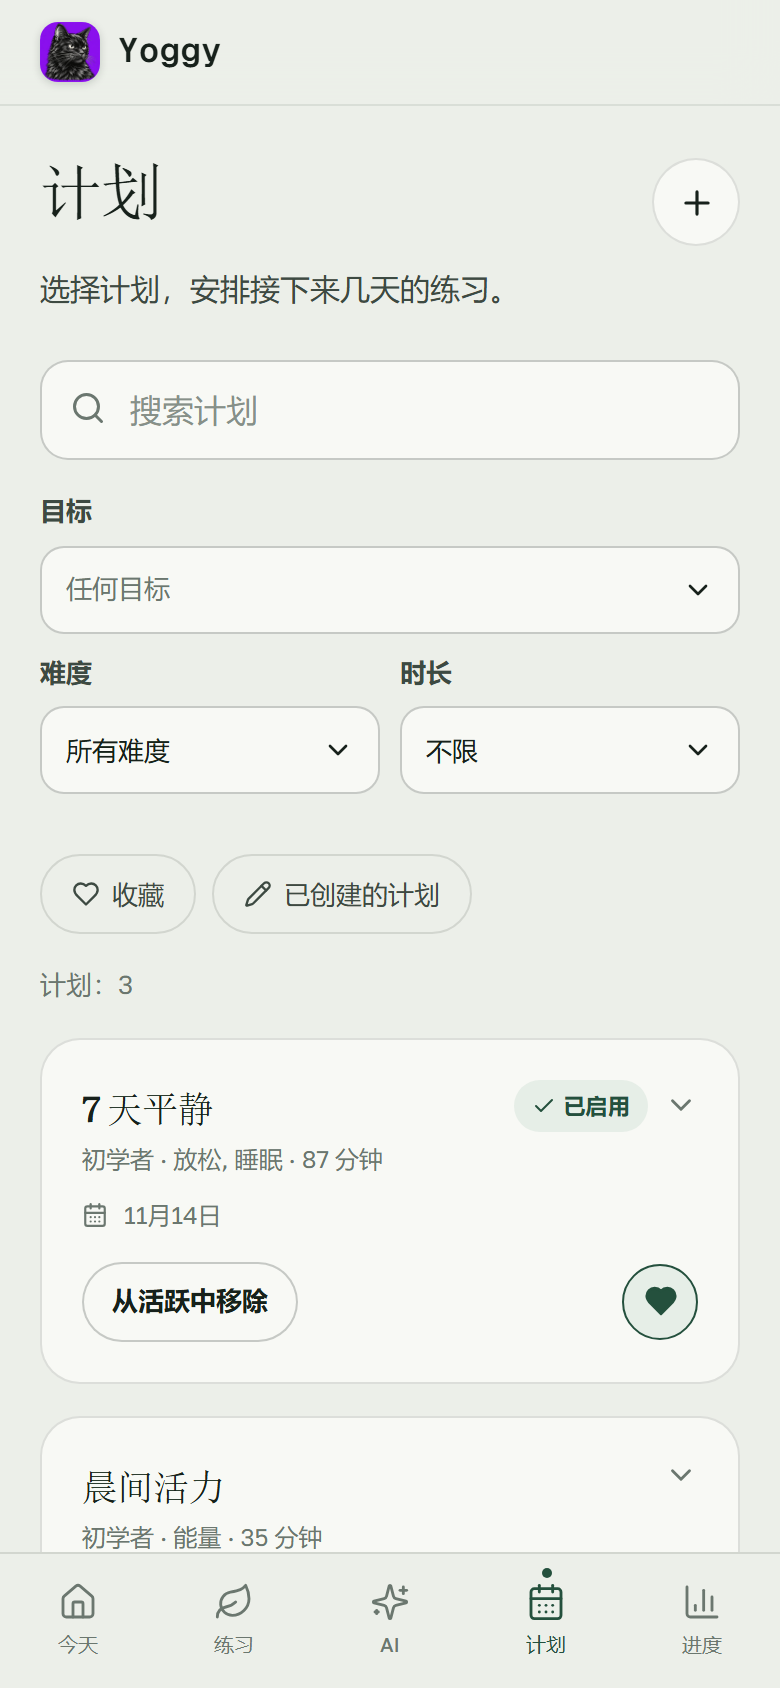 Yoggy
计划
选择计划，安排接下来几天的练习。
搜索计划
目标
任何目标
难度
时长
所有难度
不限
收藏
已创建的计划
计划：3
7 天平静
已启用
初学者 · 放松, 睡眠 · 87 分钟
11月14日
从活跃中移除
晨间活力
初学者 · 能量 · 35 分钟
今天
练习
AI
计划
进度